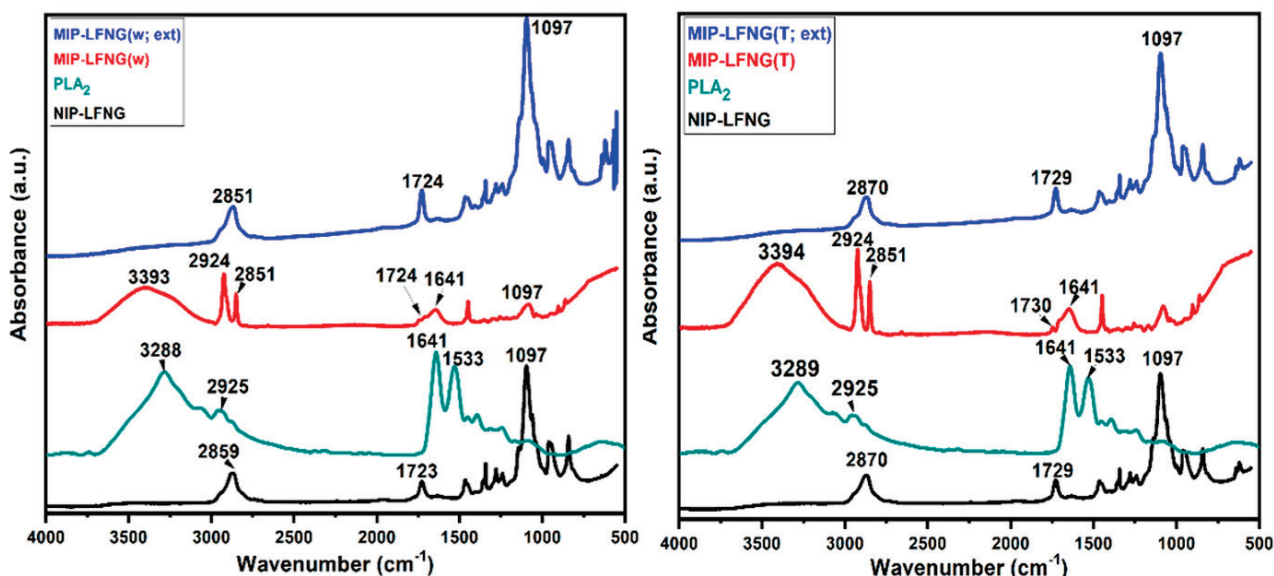 MIP-LFNG(w; ext)
MIP-LFNG(w)
PLA2
NIP-LFNG
1097
2851
1724
3393
2924
2851
1724
1641
1097
3288
2925
1641
1533
1097
2859
1723
Absorbance (a.u.)
4000 3500 3000 2500 2000 1500 1000 500
Wavenumber (cm-1)
MIP-LFNG(T; ext)
MIP-LFNG(T)
PLA2
NIP-LFNG
1097
2870
1729
3394
2924
2851
1730
1641
3289
2925
1641
1533
1097
2870
1729
Absorbance (a.u.)
4000 3500 3000 2500 2000 1500 1000 500
Wavenumber (cm-1)